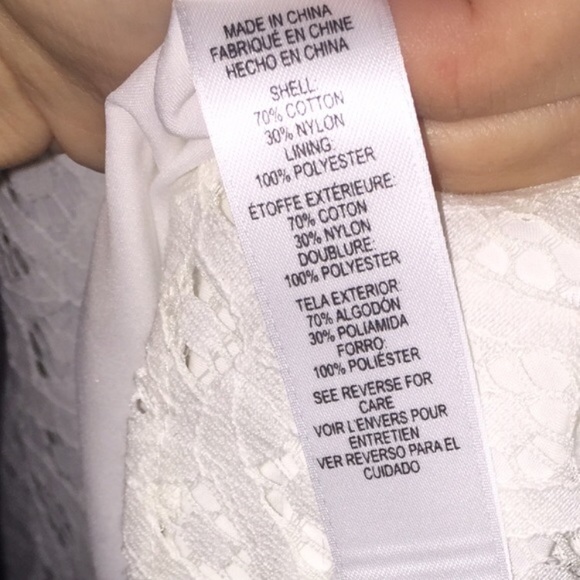 MADE IN CHINA
FABRIQUÉ EN CHINE
HECHO EN CHINA
SHELL:
70% COTTON
30% NYLON
LINING:
100% POLYESTER
ÉTOFFE EXTÉRIEURE:
70% COTON
30% NYLON
DOUBLURE:
100% POLYESTER
TELA EXTERIOR:
70% ALGODÓN
30% POLIAMIDA
FORRO:
100% POLIÉSTER
SEE REVERSE FOR
CARE
VOIR L'ENVERS POUR
ENTRETIEN
VER REVERSO PARA EL
CUIDADO